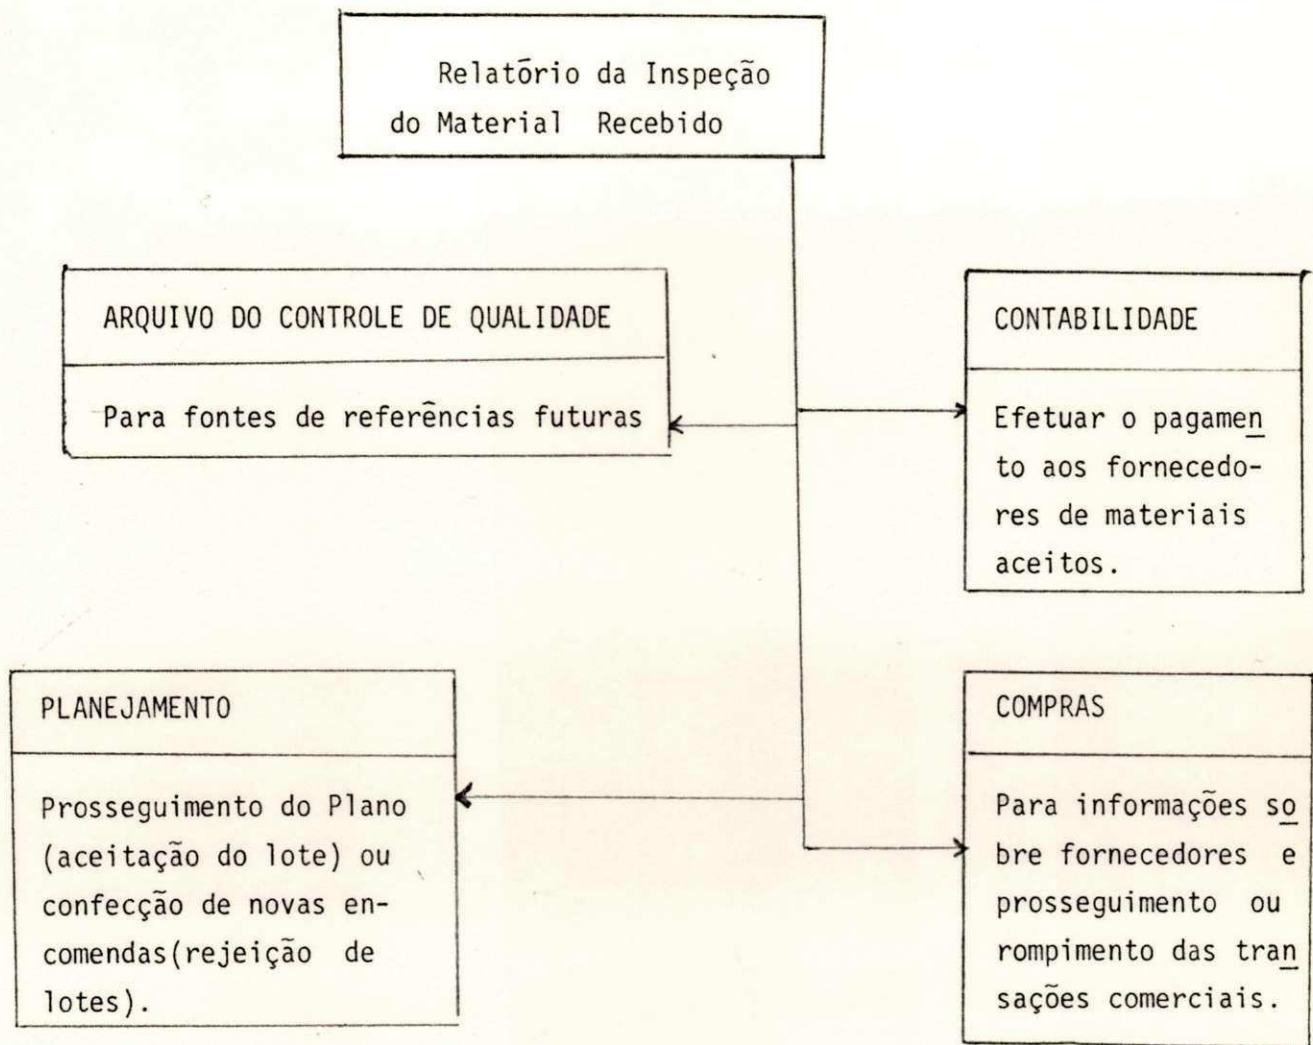 Relatório da Inspeção
do Material Recebido
ARQUIVO DO CONTROLE DE QUALIDADE
Para fontes de referências futuras
CONTABILIDADE
Efetuar o pagamen
to aos fornecedo-
res de materiais
aceitos.
PLANEJAMENTO
Prosseguimento do Plano
(aceitação do lote) ou
confecção de novas en-
comendas(rejeição de
lotes).
COMPRAS
Para informações so
bre fornecedores e
prosseguimento ou
rompimento das tran
sações comerciais.